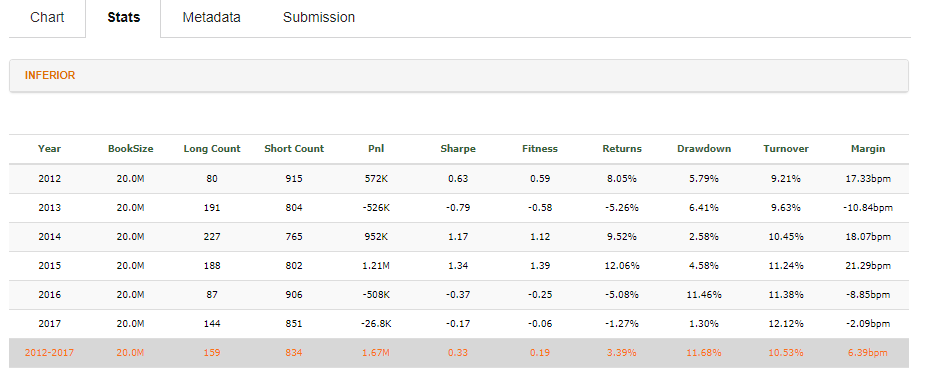 Chart Stats Metadata Submission
INFERIOR
Year BookSize Long Count Short Count Pnl Sharpe Fitness Returns Drawdown Turnover Margin
2012 20.0M 80 915 572K 0.63 0.59 8.05% 5.79% 9.21% 17.33bpm
2013 20.0M 191 804 -526K -0.79 -0.58 -5.26% 6.41% 9.63% -10.84bpm
2014 20.0M 227 765 952K 1.17 1.12 9.52% 2.58% 10.45% 18.07bpm
2015 20.0M 188 802 1.21M 1.34 1.39 12.06% 4.58% 11.24% 21.29bpm
2016 20.0M 87 906 -508K -0.37 -0.25 -5.08% 11.46% 11.38% -8.85bpm
2017 20.0M 144 851 -26.8K -0.17 -0.06 -1.27% 1.30% 12.12% -2.09bpm
2012-2017 20.0M 159 834 1.67M 0.33 0.19 3.39% 11.68% 10.53% 6.39bpm